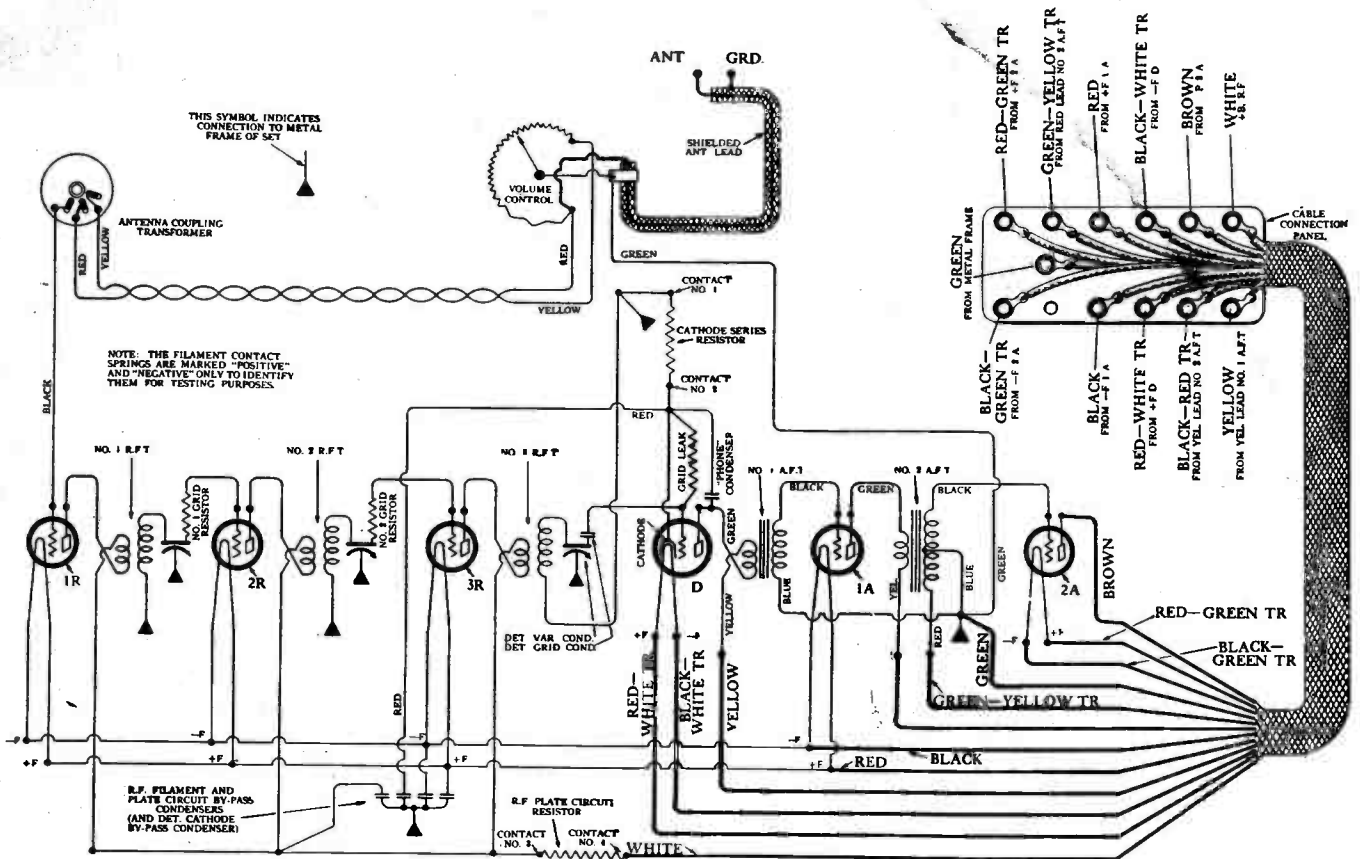 ANT
GRD.
THIS SYMBOL INDICATES
CONNECTION TO METAL
FRAME OF SET
SHIELDED
ANT LEAD
VOLUME
CONTROL
ANTENNA COUPLING
TRANSFORMER
RED
YELLOW
RED
GREEN
YELLOW
BLACK
RED-GREEN TR
FROM +F 2 A
GREEN-YELLOW TR
FROM RED LEAD NO 2 A.F.T
RED
FROM +F 1 A
BLACK-WHITE TR
FROM -F D
BROWN
FROM P 2 A
WHITE
+B. R.F
CABLE
CONNECTION
PANEL
GREEN
FROM METAL FRAME
BLACK-
GREEN TR
FROM -F 2 A
BLACK
FROM -F 1 A
RED-WHITE TR
FROM +F D
BLACK-RED TR
FROM YEL LEAD NO 2 A.F.T
YELLOW
FROM YEL LEAD NO. 1 A.F.T
CONTACT
NO. 1
CATHODE SERIES
RESISTOR
CONTACT
NO 2
NOTE: THE FILAMENT CONTACT
SPRINGS ARE MARKED "POSITIVE"
AND "NEGATIVE" ONLY TO IDENTIFY
THEM FOR TESTING PURPOSES.
RED
NO. 1 R.F T
NO. 2 R.F T
R.F T
NO. 1 GRID
RESISTOR
NO. 2 GRID
RESISTOR
GRID LEAK
"PHONE"
CONDENSER
CATHODE
GREEN
NO 1 A.F.T
BLACK
GREEN
NO. 2 A.F.T
BLACK
1R
2R
3R
D
YELLOW
BLUE
1A
YEL
RED
BLUE
GREEN
2A
BROWN
DET VAR COND.
DET GRID COND.
RED
+F
-F
RED-
WHITE TR
BLACK-
WHITE TR
YELLOW
GREEN
-F
+F
RED-GREEN TR
BLACK-
GREEN TR
GREEN-YELLOW TR
-F
-F
-F
-F
BLACK
+F
+F
+F
+F
RED
R.F. FILAMENT AND
PLATE CIRCUIT BY-PASS
CONDENSERS
(AND DET. CATHODE
BY-PASS CONDENSER)
R.F PLATE CIRCUIT
RESISTOR
CONTACT
NO. 3
CONTACT
NO. 4
WHITE